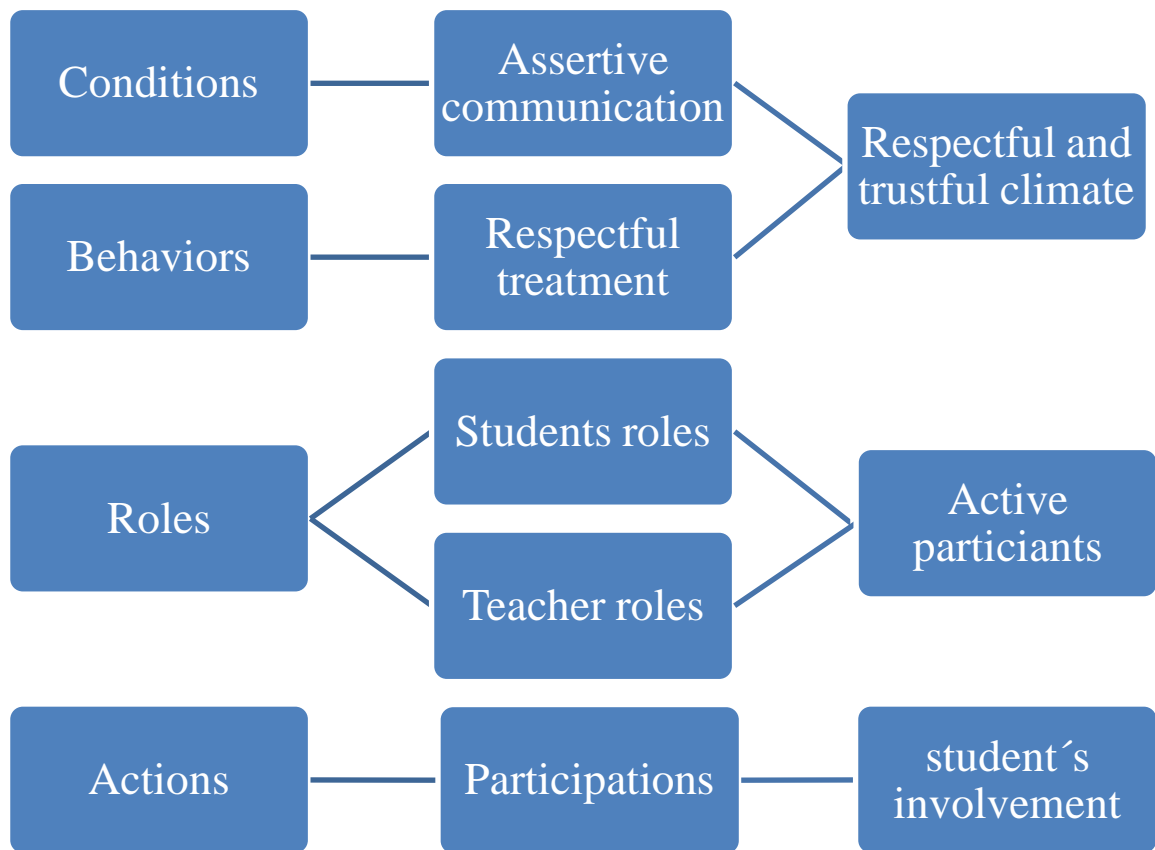 Conditions
Assertive
communication
Respectful and
trustful climate
Behaviors
Respectful
treatment
Roles
Students roles
Teacher roles
Active
particiants
Actions
Participations
student´s
involvement